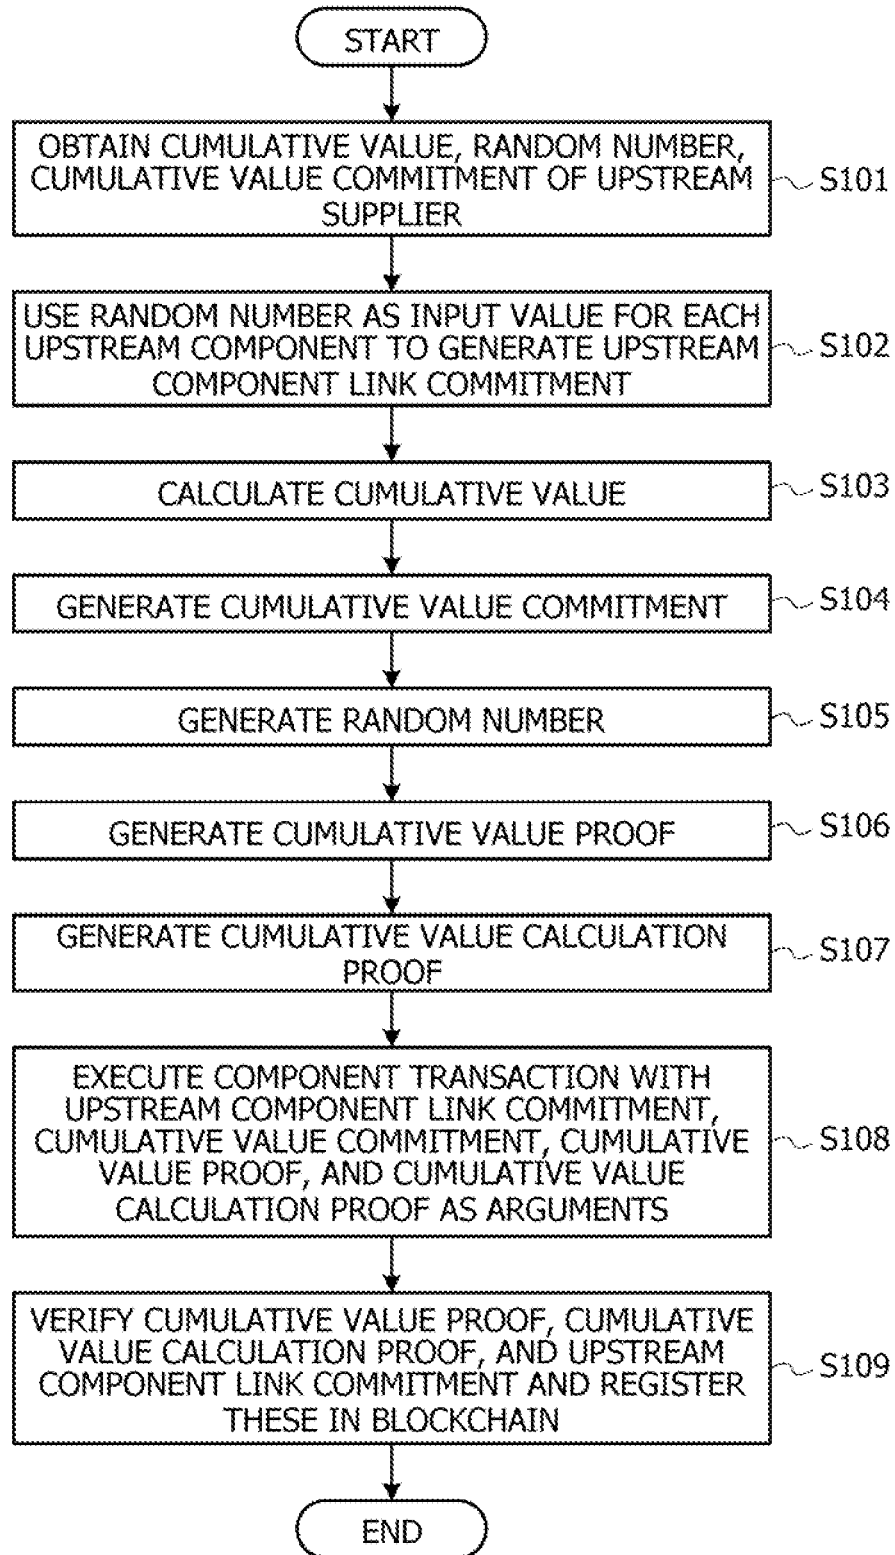 START
OBTAIN CUMULATIVE VALUE, RANDOM NUMBER,
CUMULATIVE VALUE COMMITMENT OF UPSTREAM
SUPPLIER
S101
USE RANDOM NUMBER AS INPUT VALUE FOR EACH
UPSTREAM COMPONENT TO GENERATE UPSTREAM
COMPONENT LINK COMMITMENT
S102
CALCULATE CUMULATIVE VALUE
S103
GENERATE CUMULATIVE VALUE COMMITMENT
S104
GENERATE RANDOM NUMBER
S105
GENERATE CUMULATIVE VALUE PROOF
S106
GENERATE CUMULATIVE VALUE CALCULATION
PROOF
S107
EXECUTE COMPONENT TRANSACTION WITH
UPSTREAM COMPONENT LINK COMMITMENT,
CUMULATIVE VALUE COMMITMENT, CUMULATIVE
VALUE PROOF, AND CUMULATIVE VALUE
CALCULATION PROOF AS ARGUMENTS
S108
VERIFY CUMULATIVE VALUE PROOF, CUMULATIVE
VALUE CALCULATION PROOF, AND UPSTREAM
COMPONENT LINK COMMITMENT AND REGISTER
THESE IN BLOCKCHAIN
S109
END